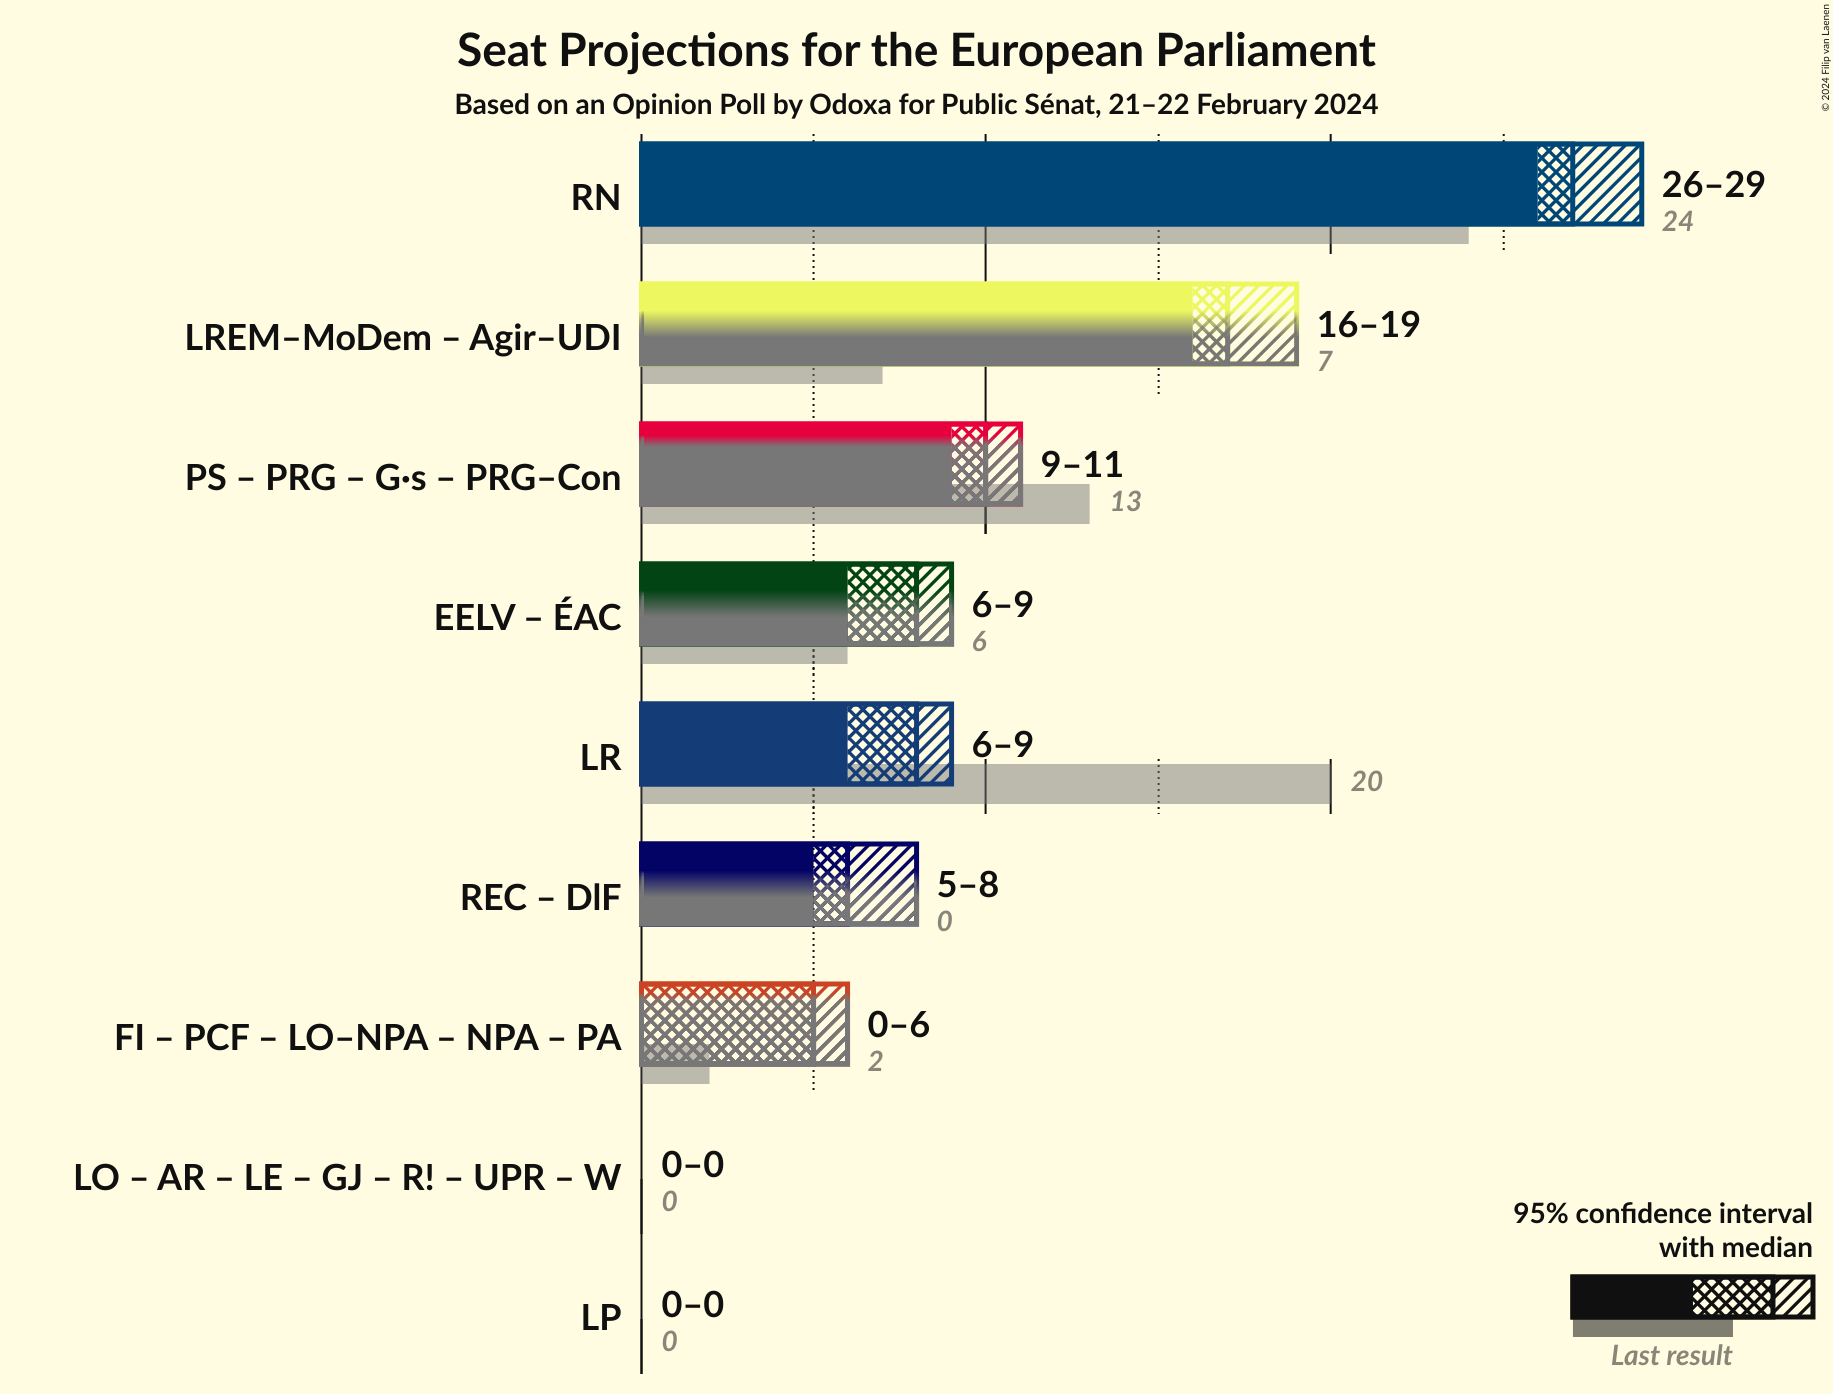 Seat Projections for the European Parliament
Based on an Opinion Poll by Odoxa for Public Sénat, 21–22 February 2024
© 2024 Filip van Laenen
RN
26–29
24
LREM–MoDem – Agir–UDI
16–19
7
PS – PRG – G·s – PRG–Con
9–11
13
EELV – ÉAC
6–9
6
LR
6–9
20
REC – DlF
5–8
0
FI – PCF – LO–NPA – NPA – PA
0–6
2
LO – AR – LE – GJ – R! – UPR – W
0–0
0
LP
0–0
0
95% confidence interval
with median
Last result